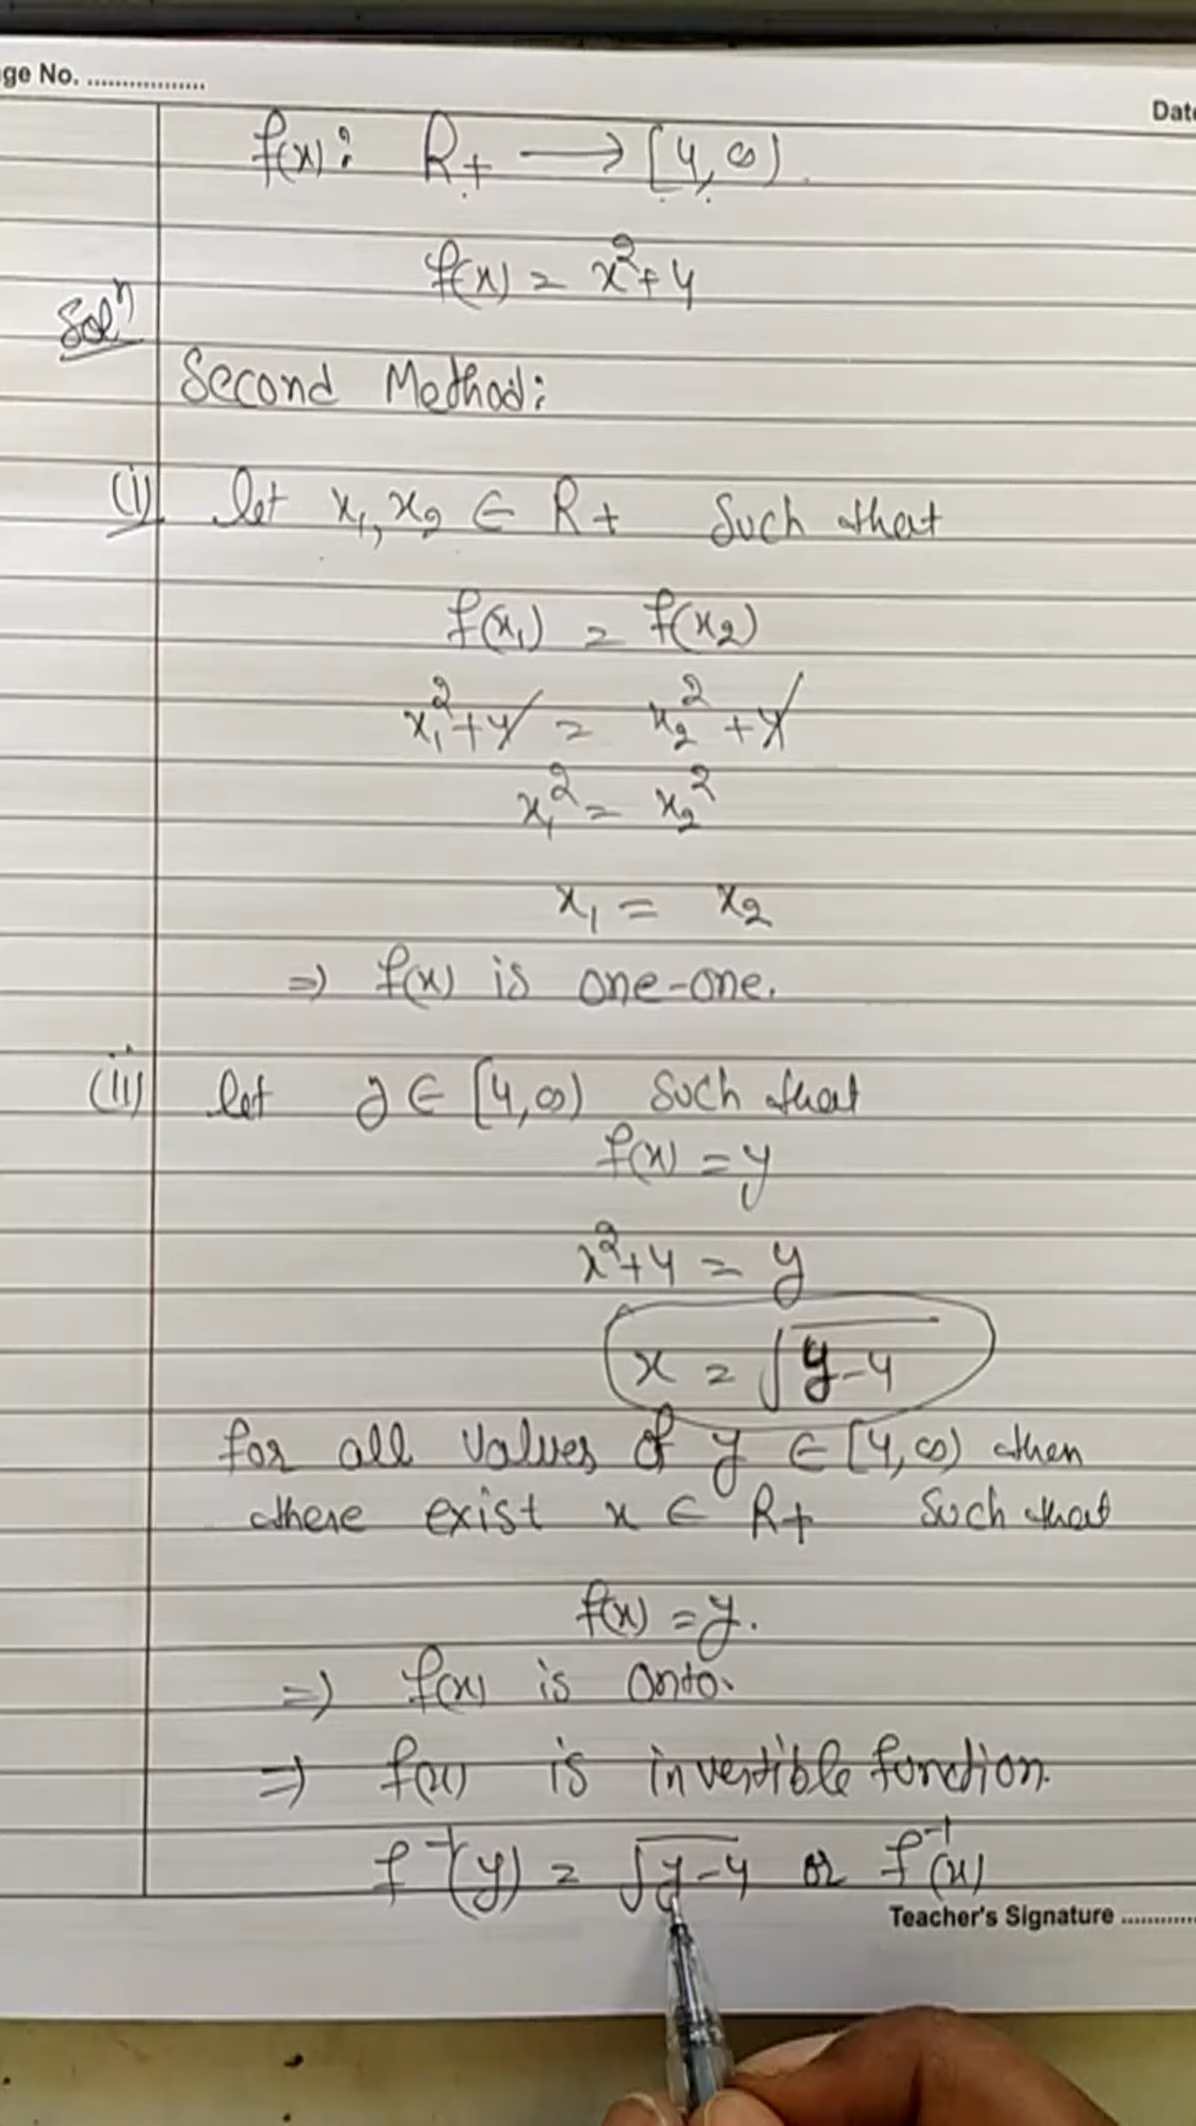 ge No. .................
Date
f(x): R+ ⟶ [4, ∞)
f(x) = x²+4
Solⁿ
Second Method:
(i) let x₁, x₂ ∈ R+ Such that
f(x₁) = f(x₂)
x₁²+4 = x₂²+4
x₁² = x₂²
x₁ = x₂
⇒ f(x) is one-one.
(ii) let y ∈ [4, ∞) such that
f(x) = y
x²+4 = y
x = √y-4
for all values of y ∈ [4, ∞) then
there exist x ∈ R+ Such that
f(x) = y.
⇒ f(x) is onto.
⇒ f(x) is invertible function.
f⁻¹(y) = √y-4 or f⁻¹(x)
Teacher's Signature ............